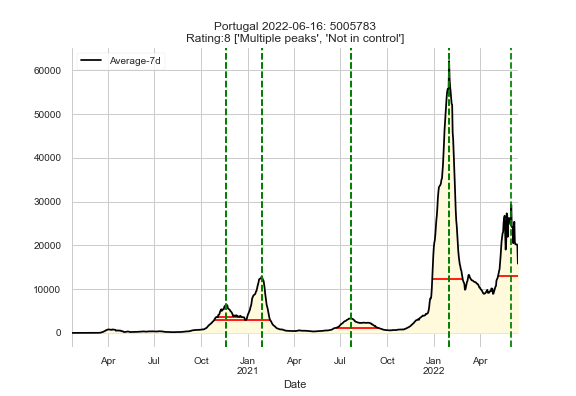 Portugal 2022-06-16: 5005783
Rating:8 ['Multiple peaks', 'Not in control']
Average-7d
60000
50000
40000
30000
20000
10000
0
Apr Jul Oct Jan Apr Jul Oct Jan Apr
2021 2022
Date